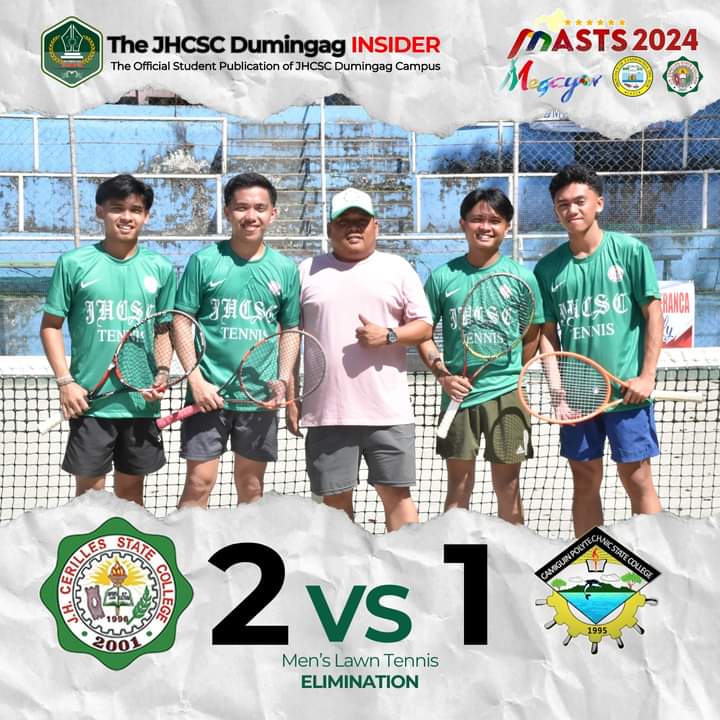 The JHCSC Dumingag INSIDER
The Official Student Publication of JHCSC Dumingag Campus
MASTS 2024
Megayon
JHCSC
TENNIS
JHCSC
TENNIS
JHCSC
TENNIS
JHCSC
TENNIS
RANCA
J.H. CERILLES STATE COLLEGE
1996
2001
2 VS 1
CAMIGUIN POLYTECHNIC STATE COLLEGE
1995
Men's Lawn Tennis
ELIMINATION